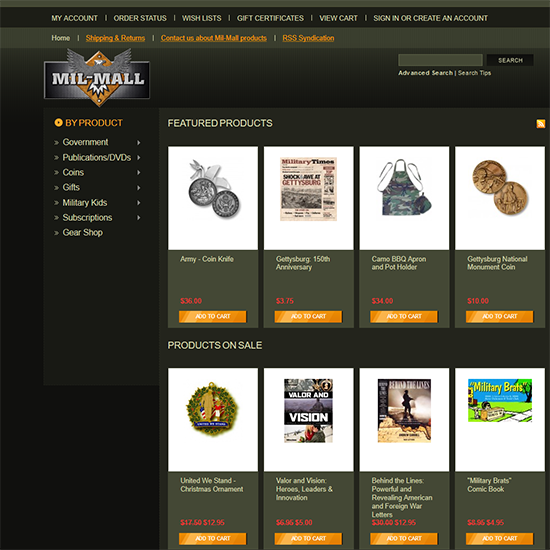 MY ACCOUNT | ORDER STATUS | WISH LISTS | GIFT CERTIFICATES | VIEW CART | SIGN IN OR CREATE AN ACCOUNT
Home Shipping & Returns Contact us about Mil-Mall products RSS Syndication
MIL-MALL
SEARCH
Advanced Search | Search Tips
BY PRODUCT
Government
Publications/DVDs
Coins
Gifts
Military Kids
Subscriptions
Gear Shop
FEATURED PRODUCTS
Military Times
SHOCK & AWE AT
GETTYSBURG
Army - Coin Knife
$36.00
ADD TO CART
Gettysburg: 150th
Anniversary
$3.75
ADD TO CART
Camo BBQ Apron
and Pot Holder
$34.00
ADD TO CART
Gettysburg National
Monument Coin
$10.00
ADD TO CART
PRODUCTS ON SALE
UNITED WE STAND
United We Stand -
Christmas Ornament
$17.50 $12.95
ADD TO CART
VALOR AND
VISION
Valor and Vision:
Heroes, Leaders &
Innovation
$6.95 $5.00
ADD TO CART
BEHIND THE LINES
ANDREW CARROLL
Behind the Lines:
Powerful and
Revealing American
and Foreign War
Letters
$30.00 $12.95
ADD TO CART
"Military Brats"
"Military Brats"
Comic Book
$8.95 $4.95
ADD TO CART